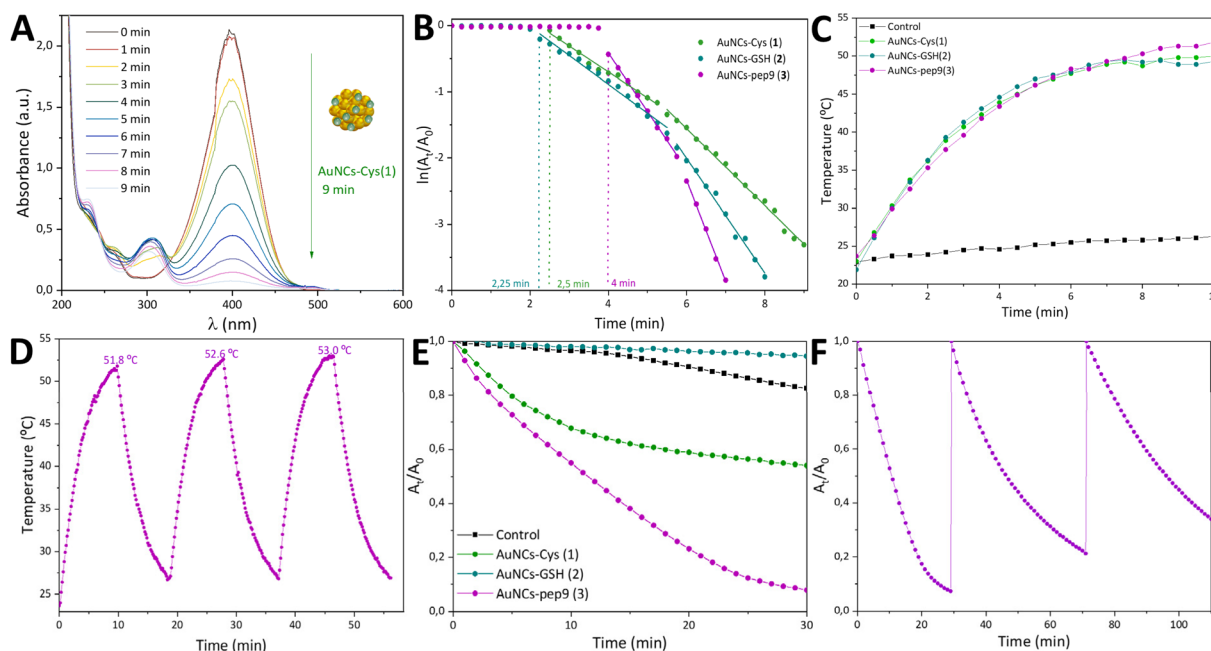 A
Absorbance (a.u.)
2,0
1,5
1,0
0,5
0,0
200
300
400
500
600
λ (nm)
0 min
1 min
2 min
3 min
4 min
5 min
6 min
7 min
8 min
9 min
AuNCs-Cys(1)
9 min
B
ln(At/A0)
0
-1
-2
-3
-4
0
2
4
6
8
Time (min)
AuNCs-Cys (1)
AuNCs-GSH (2)
AuNCs-pep9 (3)
2,25 min
2,5 min
4 min
C
Temperature (ºC)
55
50
45
40
35
30
25
20
0
2
4
6
8
10
Time (min)
Control
AuNCs-Cys(1)
AuNCs-GSH(2)
AuNCs-pep9(3)
D
Temperature (ºC)
55
50
45
40
35
30
25
0
10
20
30
40
50
Time (min)
51.8 ºC
52.6 ºC
53.0 ºC
E
At/A0
1,0
0,8
0,6
0,4
0,2
0,0
0
10
20
30
Time (min)
Control
AuNCs-Cys (1)
AuNCs-GSH (2)
AuNCs-pep9 (3)
F
At/A0
1,0
0,8
0,6
0,4
0,2
0,0
0
20
40
60
80
100
Time (min)